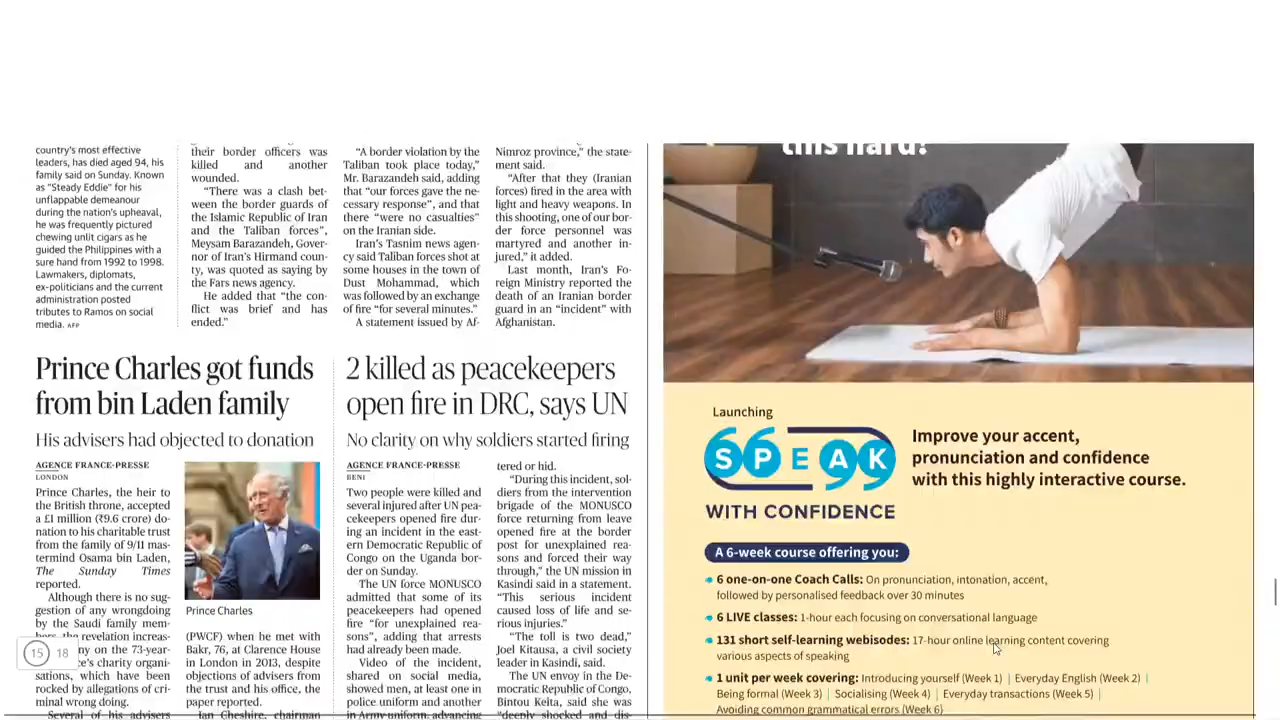 country's most effective
leaders, has died aged 94, his
family said on Sunday. Known
as "Steady Eddie" for his
unflappable demeanour
during the nation's upheaval,
he was frequently pictured
chewing unlit cigars as he
guided the Philippines with a
sure hand from 1992 to 1998.
Lawmakers, diplomats,
ex-politicians and the current
administration posted
tributes to Ramos on social
media. AFP
their border officers was
killed and another
wounded.
"There was a clash bet-
ween the border guards of
the Islamic Republic of Iran
and the Taliban forces",
Meysam Barazandeh, Gover-
nor of Iran's Hirmand coun-
ty, was quoted as saying by
the Fars news agency.
He added that "the con-
flict was brief and has
ended."
"A border violation by the
Taliban took place today,"
Mr. Barazandeh said, adding
that "our forces gave the ne-
cessary response", and that
there "were no casualties"
on the Iranian side.
Iran's Tasnim news agen-
cy said Taliban forces shot at
some houses in the town of
Dust Mohammad, which
was followed by an exchange
of fire "for several minutes."
A statement issued by Af-
Nimroz province," the state-
ment said.
"After that they (Iranian
forces) fired in the area with
light and heavy weapons. In
this shooting, one of our bor-
der force personnel was
martyred and another in-
jured," it added.
Last month, Iran's Fo-
reign Ministry reported the
death of an Iranian border
guard in an "incident" with
Afghanistan.
Prince Charles got funds
from bin Laden family
His advisers had objected to donation
AGENCE FRANCE-PRESSE
LONDON
Prince Charles, the heir to
the British throne, accepted
a £1 million (₹9.6 crore) do-
nation to his charitable trust
from the family of 9/11 mas-
termind Osama bin Laden,
The Sunday Times
reported.
Although there is no sug-
gestion of any wrongdoing
by the Saudi family mem-
the revelation increas-
on the 73-year-
charity organi-
sations, which have been
rocked by allegations of cri-
minal wrong doing.
Several of his advisers
Prince Charles
(PWCF) when he met with
Bakr, 76, at Clarence House
in London in 2013, despite
objections of advisers from
the trust and his office, the
paper reported.
Ian Cheshire, chairman
2 killed as peacekeepers
open fire in DRC, says UN
No clarity on why soldiers started firing
AGENCE FRANCE-PRESSE
BENI
Two people were killed and
several injured after UN pea-
cekeepers opened fire dur-
ing an incident in the east-
ern Democratic Republic of
Congo on the Uganda bor-
der on Sunday.
The UN force MONUSCO
admitted that some of its
peacekeepers had opened
fire "for unexplained rea-
sons", adding that arrests
had already been made.
Video of the incident,
shared on social media,
showed men, at least one in
police uniform and another
in Army uniform, advancing
tered or hid.
"During this incident, sol-
diers from the intervention
brigade of the MONUSCO
force returning from leave
opened fire at the border
post for unexplained rea-
sons and forced their way
through," the UN mission in
Kasindi said in a statement.
"This serious incident
caused loss of life and se-
rious injuries."
"The toll is two dead,"
Joel Kitausa, a civil society
leader in Kasindi, said.
The UN envoy in the De-
mocratic Republic of Congo,
Bintou Keita, said she was
"deeply shocked and dis-
15 18
this hard?
Launching
SPEAK
WITH CONFIDENCE
Improve your accent,
pronunciation and confidence
with this highly interactive course.
A 6-week course offering you:
6 one-on-one Coach Calls: On pronunciation, intonation, accent,
followed by personalised feedback over 30 minutes
6 LIVE classes: 1-hour each focusing on conversational language
131 short self-learning webisodes: 17-hour online learning content covering
various aspects of speaking
1 unit per week covering: Introducing yourself (Week 1) | Everyday English (Week 2) |
Being formal (Week 3) | Socialising (Week 4) | Everyday transactions (Week 5) |
Avoiding common grammatical errors (Week 6)